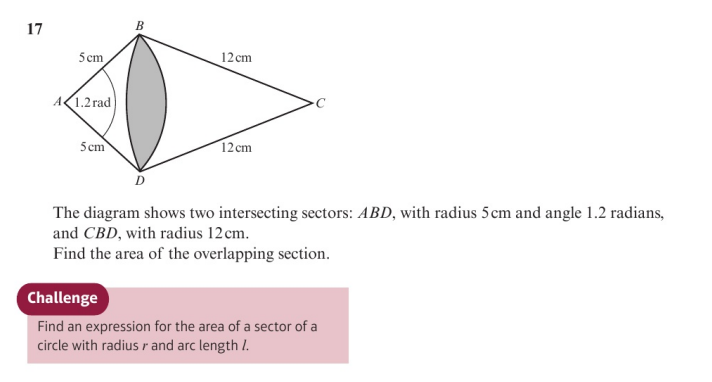 17
B
5 cm
12 cm
A
1.2 rad
C
5 cm
12 cm
D
The diagram shows two intersecting sectors: ABD, with radius 5 cm and angle 1.2 radians,
and CBD, with radius 12 cm.
Find the area of the overlapping section.
Challenge
Find an expression for the area of a sector of a
circle with radius r and arc length l.